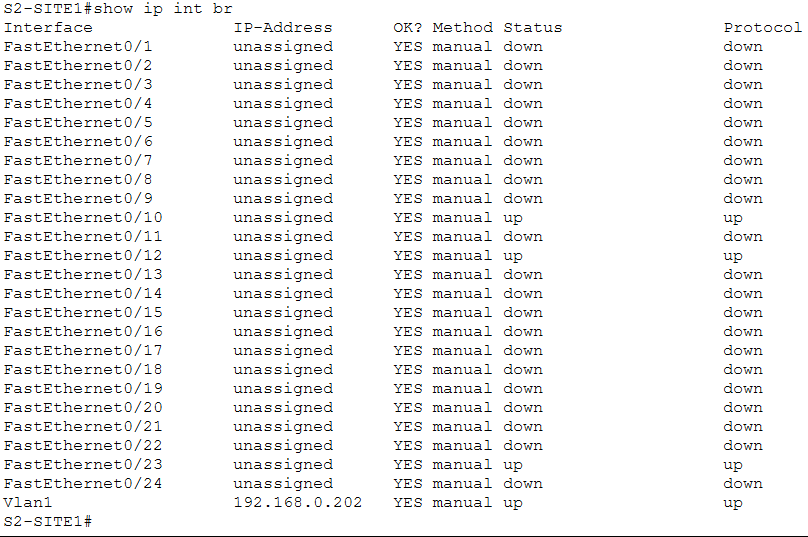 S2-SITE1#show ip int br
Interface IP-Address OK? Method Status Protocol
FastEthernet0/1 unassigned YES manual down down
FastEthernet0/2 unassigned YES manual down down
FastEthernet0/3 unassigned YES manual down down
FastEthernet0/4 unassigned YES manual down down
FastEthernet0/5 unassigned YES manual down down
FastEthernet0/6 unassigned YES manual down down
FastEthernet0/7 unassigned YES manual down down
FastEthernet0/8 unassigned YES manual down down
FastEthernet0/9 unassigned YES manual down down
FastEthernet0/10 unassigned YES manual up up
FastEthernet0/11 unassigned YES manual down down
FastEthernet0/12 unassigned YES manual up up
FastEthernet0/13 unassigned YES manual down down
FastEthernet0/14 unassigned YES manual down down
FastEthernet0/15 unassigned YES manual down down
FastEthernet0/16 unassigned YES manual down down
FastEthernet0/17 unassigned YES manual down down
FastEthernet0/18 unassigned YES manual down down
FastEthernet0/19 unassigned YES manual down down
FastEthernet0/20 unassigned YES manual down down
FastEthernet0/21 unassigned YES manual down down
FastEthernet0/22 unassigned YES manual down down
FastEthernet0/23 unassigned YES manual up up
FastEthernet0/24 unassigned YES manual down down
Vlan1 192.168.0.202 YES manual up up
S2-SITE1#